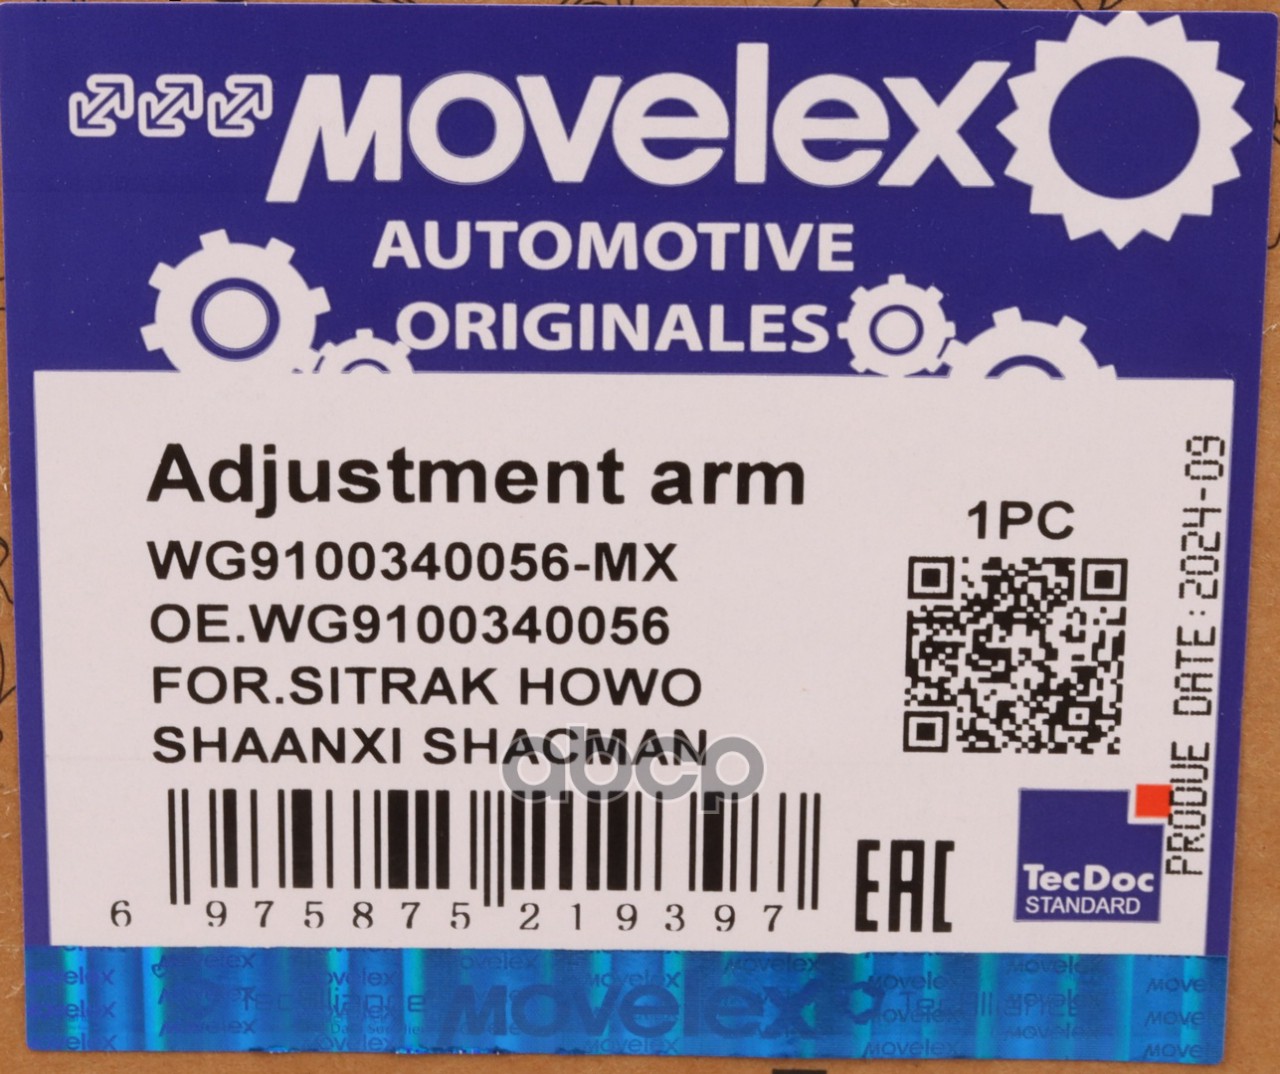 movelex
AUTOMOTIVE
ORIGINALES
Adjustment arm
WG9100340056-MX
OE.WG9100340056
FOR.SITRAK HOWO
SHAANXI SHACMAN
1PC
PRODUE DATE:2024-09
abcp
6 975875 219397
EAC
TecDoc
STANDARD
movelex